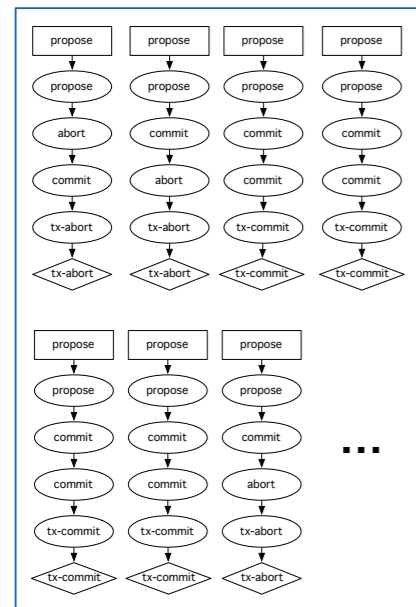 propose propose propose propose
propose propose propose propose
abort commit commit commit
commit abort commit commit
tx-abort tx-abort tx-commit tx-commit
tx-abort tx-abort tx-commit tx-commit
propose propose propose
propose propose propose
commit commit commit
commit commit abort
tx-commit tx-commit tx-abort
tx-commit tx-commit tx-abort
...